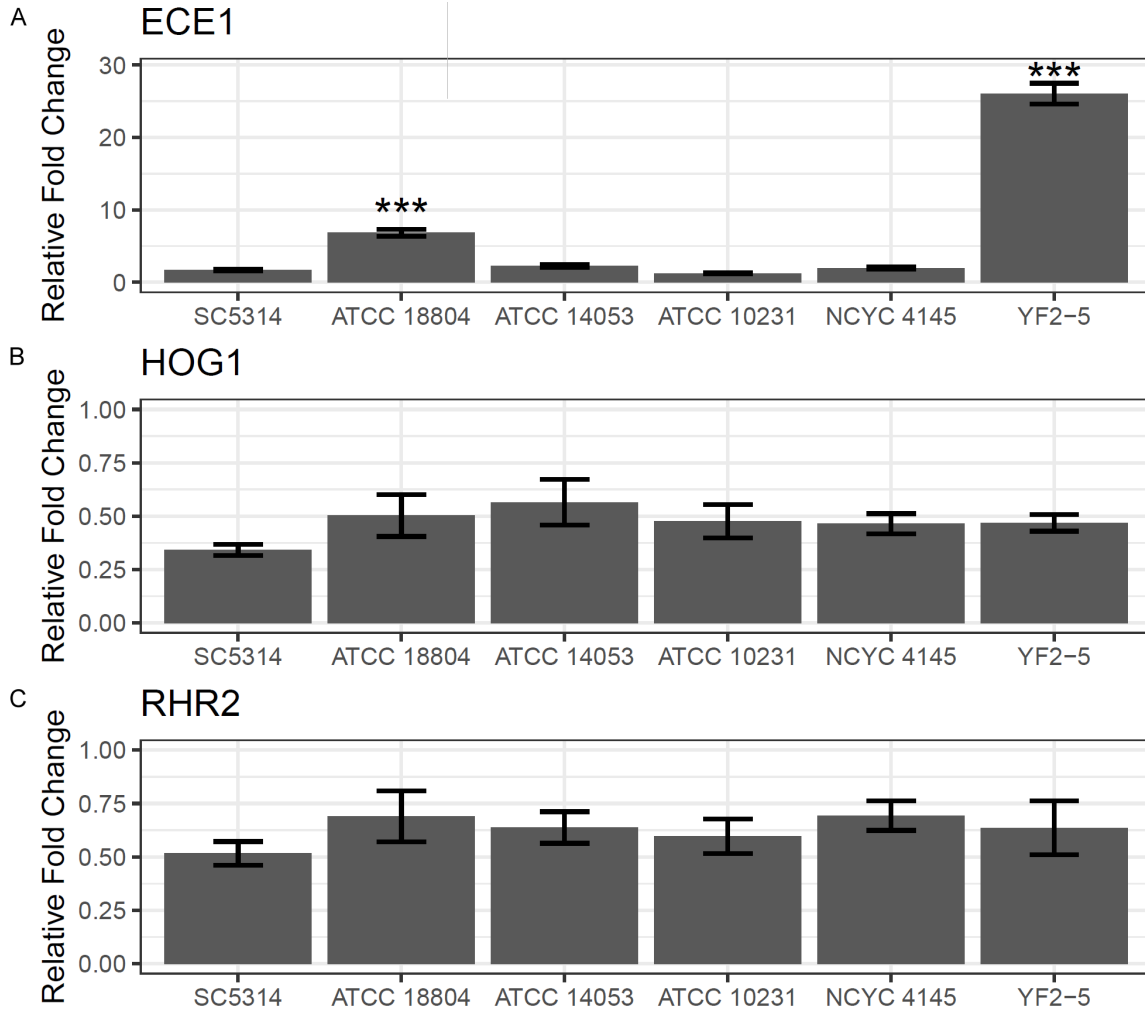 A
ECE1
Relative Fold Change
30
20
10
0
***
***
SC5314
ATCC 18804
ATCC 14053
ATCC 10231
NCYC 4145
YF2−5
B
HOG1
Relative Fold Change
1.00
0.75
0.50
0.25
0.00
SC5314
ATCC 18804
ATCC 14053
ATCC 10231
NCYC 4145
YF2−5
C
RHR2
Relative Fold Change
1.00
0.75
0.50
0.25
0.00
SC5314
ATCC 18804
ATCC 14053
ATCC 10231
NCYC 4145
YF2−5